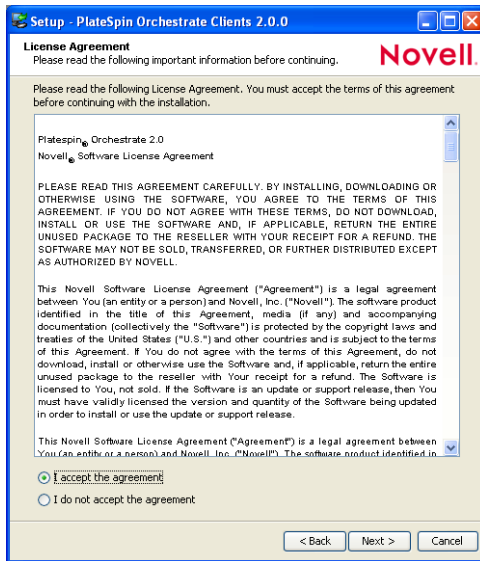 Setup - PlateSpin Orchestrate Clients 2.0.0
License Agreement
Please read the following important information before continuing.
Novell.
Please read the following License Agreement. You must accept the terms of this agreement
before continuing with the installation.
Platespin® Orchestrate 2.0
Novell® Software License Agreement
PLEASE READ THIS AGREEMENT CAREFULLY. BY INSTALLING, DOWNLOADING OR
OTHERWISE USING THE SOFTWARE, YOU AGREE TO THE TERMS OF THIS
AGREEMENT. IF YOU DO NOT AGREE WITH THESE TERMS, DO NOT DOWNLOAD,
INSTALL OR USE THE SOFTWARE AND, IF APPLICABLE, RETURN THE ENTIRE
UNUSED PACKAGE TO THE RESELLER WITH YOUR RECEIPT FOR A REFUND. THE
SOFTWARE MAY NOT BE SOLD, TRANSFERRED, OR FURTHER DISTRIBUTED EXCEPT
AS AUTHORIZED BY NOVELL.
This Novell Software License Agreement ("Agreement") is a legal agreement
between You (an entity or a person) and Novell, Inc. ("Novell"). The software product
identified in the title of this Agreement, media (if any) and accompanying
documentation (collectively the "Software") is protected by the copyright laws and
treaties of the United States ("U.S.") and other countries and is subject to the terms
of this Agreement. If You do not agree with the terms of this Agreement, do not
download, install or otherwise use the Software and, if applicable, return the entire
unused package to the reseller with Your receipt for a refund. The Software is
licensed to You, not sold. If the Software is an update or support release, then You
must have validly licensed the version and quantity of the Software being updated
in order to install or use the update or support release.
This Novell Software License Agreement ("Agreement") is a legal agreement between
You (an entity or a person) and Novell, Inc. ("Novell"). The software product identified in
I accept the agreement
I do not accept the agreement
< Back
Next >
Cancel